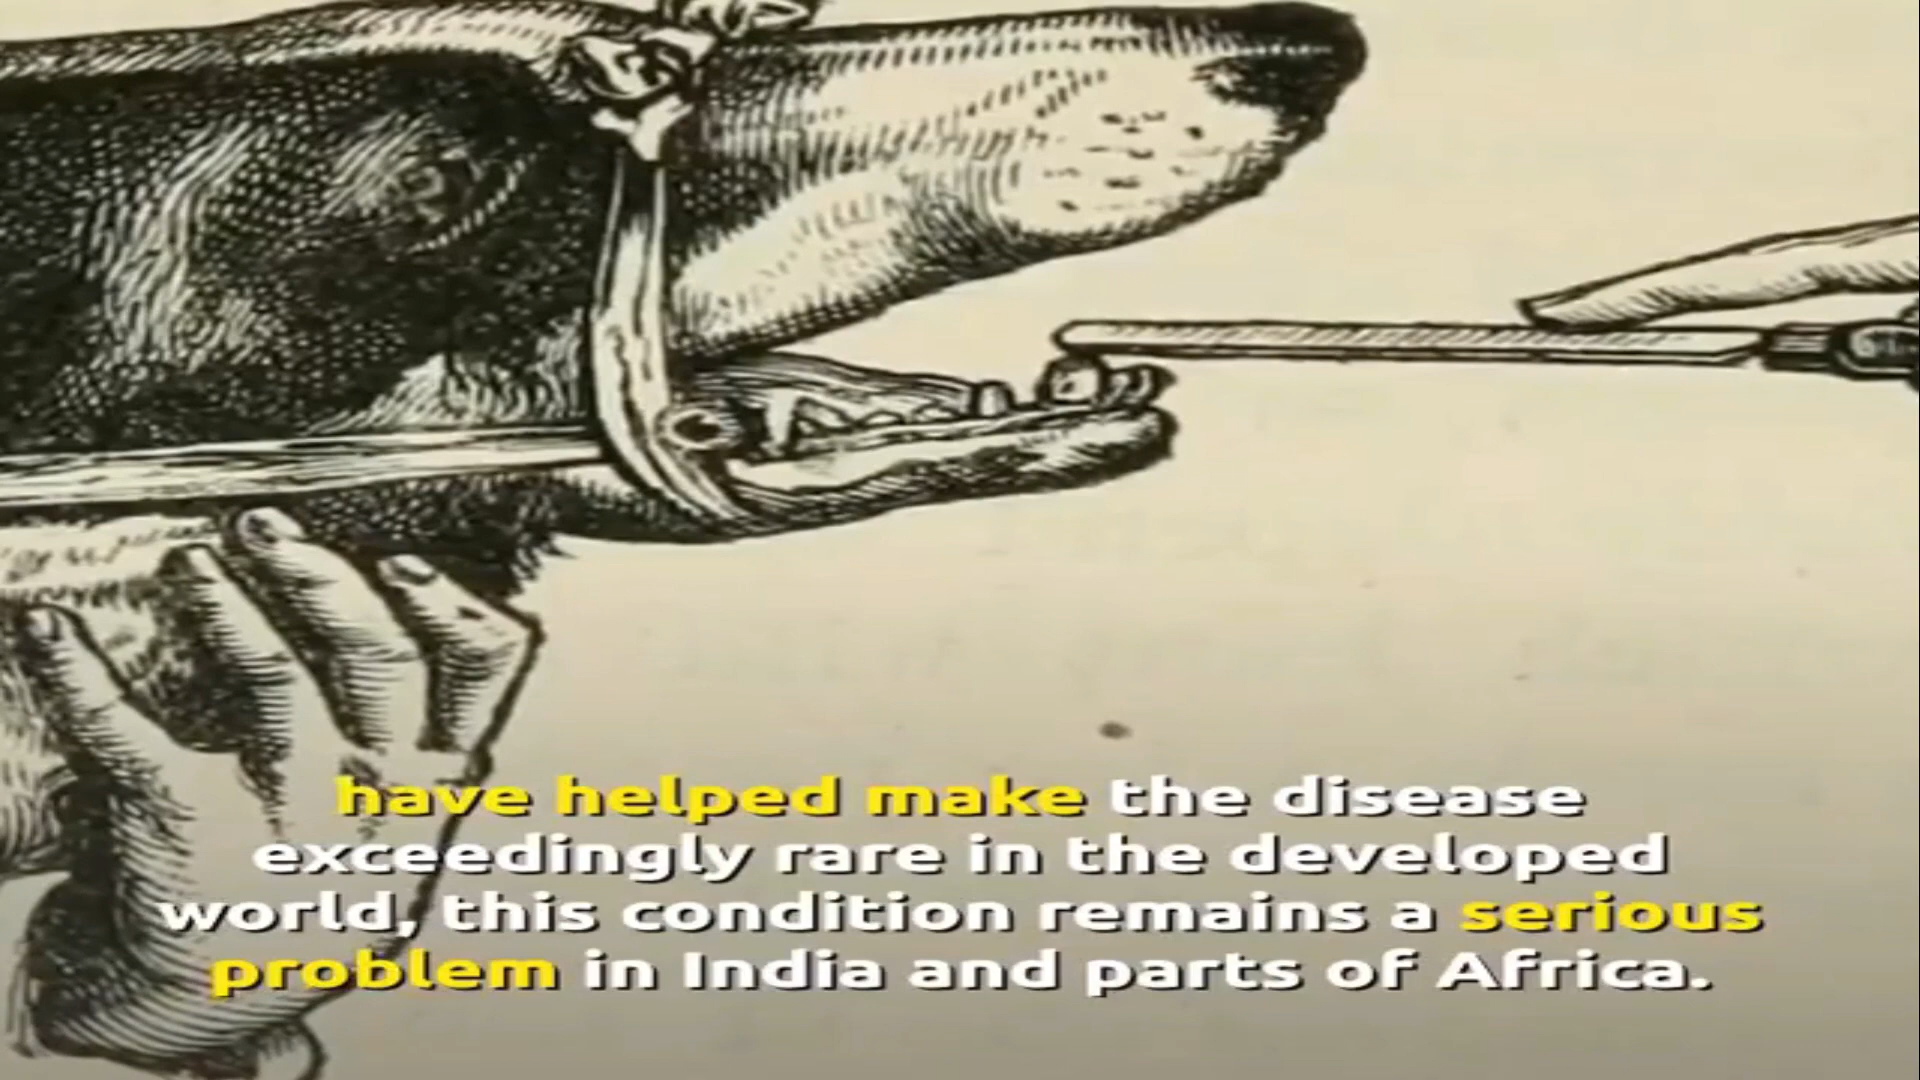 have helped make the disease
exceedingly rare in the developed
world, this condition remains a serious
problem in India and parts of Africa.